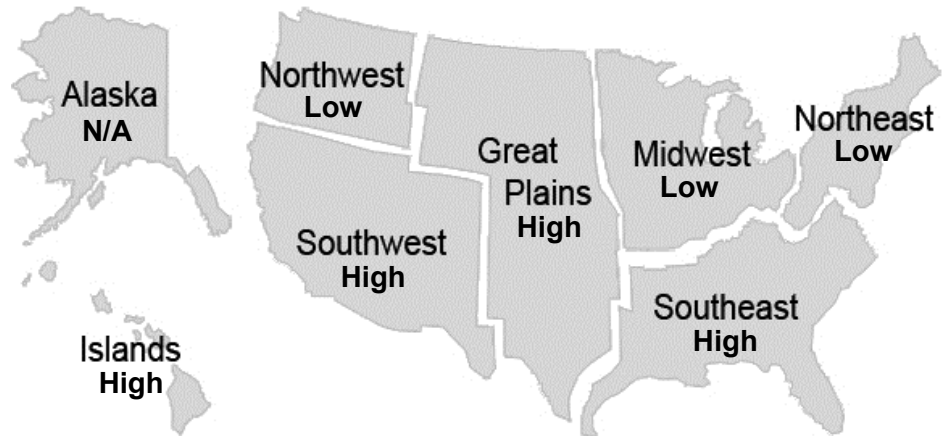 Alaska
N/A
Northwest
Low
Great
Plains
High
Midwest
Low
Northeast
Low
Southwest
High
Southeast
High
Islands
High